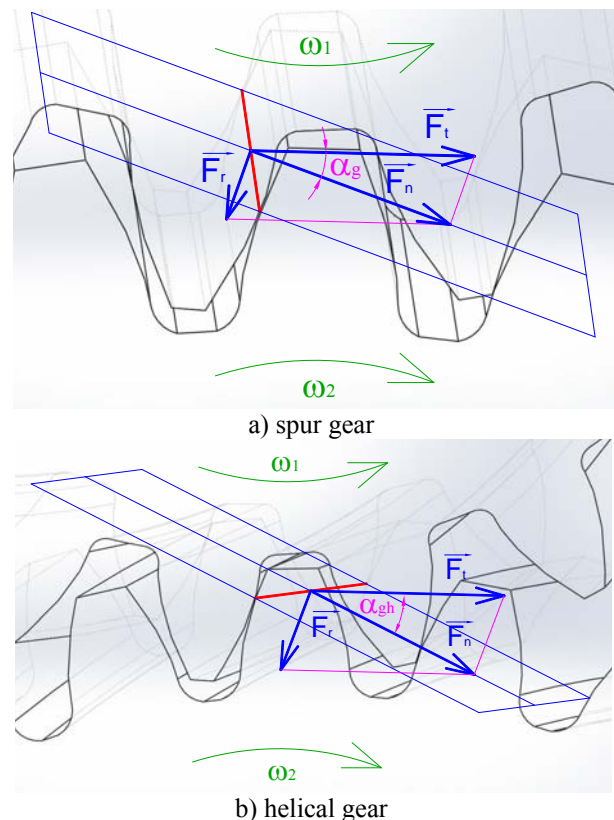 ω1
Ft
Fr
αg
Fn
ω2
a) spur gear
ω1
Ft
αgh
Fr
Fn
ω2
b) helical gear